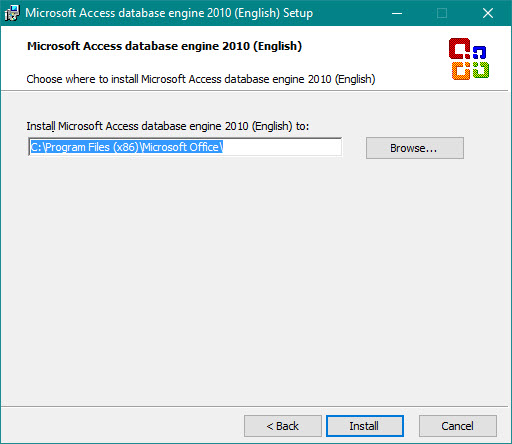 Microsoft Access database engine 2010 (English) Setup
Microsoft Access database engine 2010 (English)
Choose where to install Microsoft Access database engine 2010 (English)
Install Microsoft Access database engine 2010 (English) to:
C:\Program Files (x86)\Microsoft Office\
Browse...
< Back
Install
Cancel